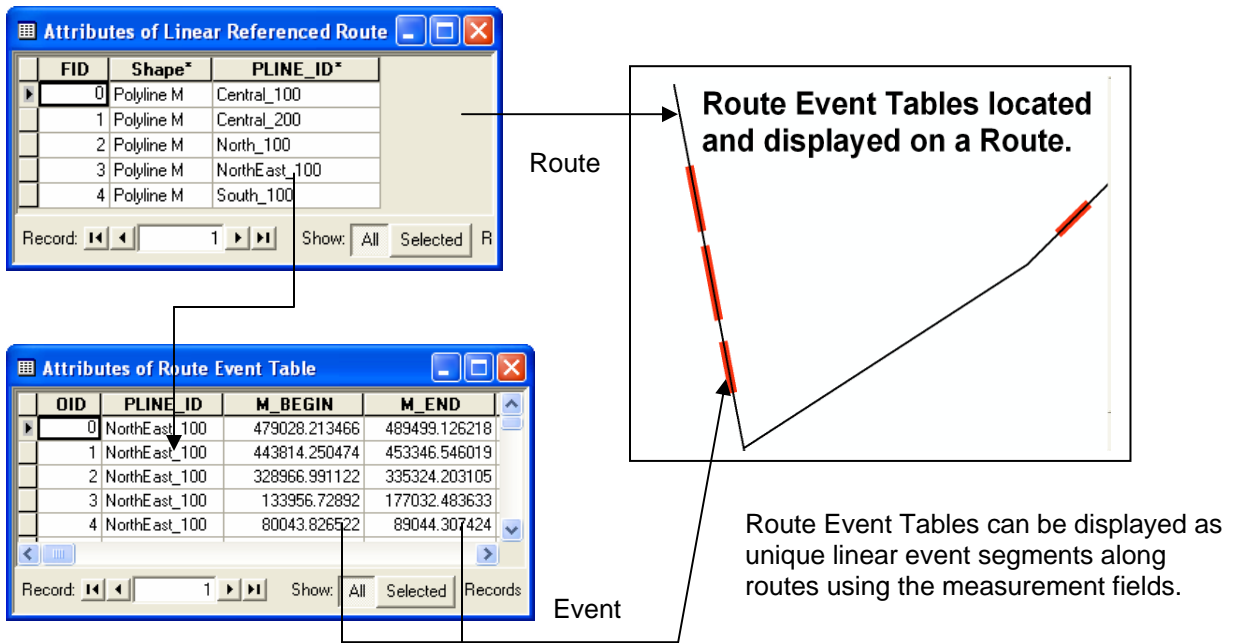 Attributes of Linear Referenced Route
FID Shape* PLINE_ID*
0 Polyline M Central_100
1 Polyline M Central_200
2 Polyline M North_100
3 Polyline M NorthEast_100
4 Polyline M South_100
Record: 1 Show: All Selected R
Route
Route Event Tables located
and displayed on a Route.
Attributes of Route Event Table
OID PLINE_ID M_BEGIN M_END
0 NorthEast_100 479028.213466 489499.126218
1 NorthEast_100 443814.250474 453346.546019
2 NorthEast_100 328966.991122 335324.203105
3 NorthEast_100 133956.72892 177032.483633
4 NorthEast_100 80043.826522 89044.307424
Record: 1 Show: All Selected Records
Event
Route Event Tables can be displayed as
unique linear event segments along
routes using the measurement fields.